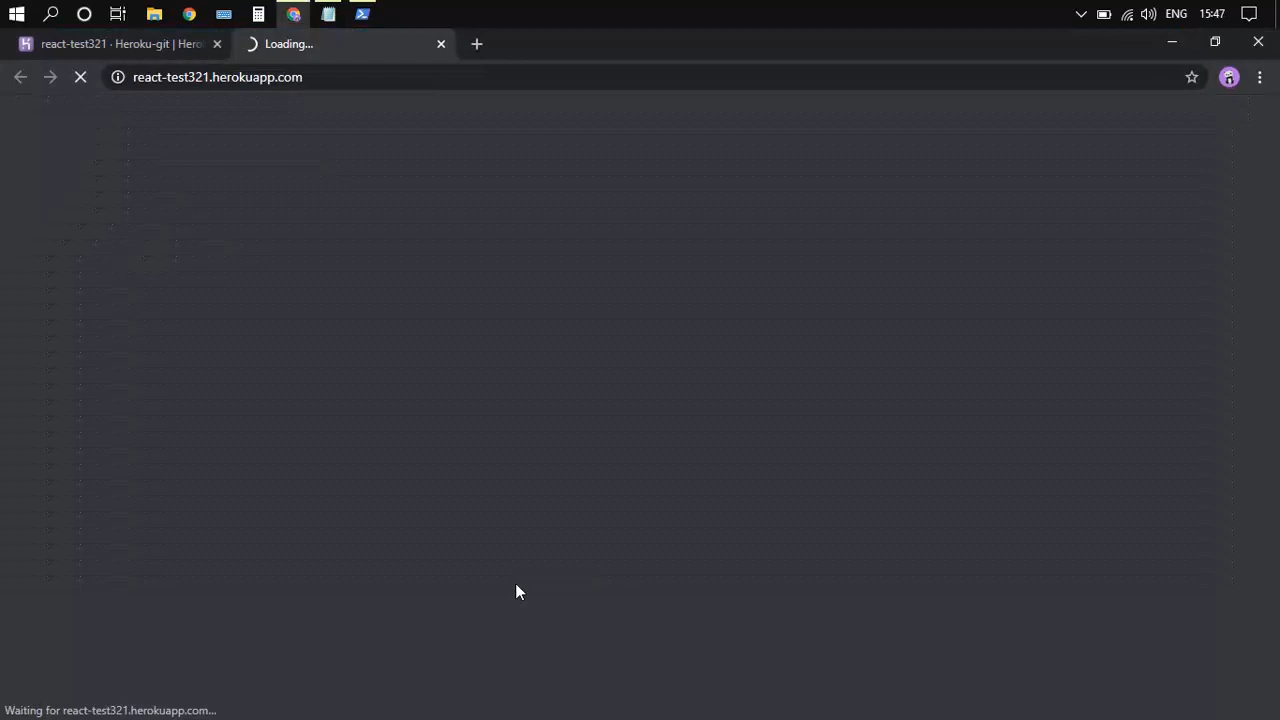 ENG 15:47
react-test321 · Heroku-git | Hero
Loading...
react-test321.herokuapp.com
Waiting for react-test321.herokuapp.com...